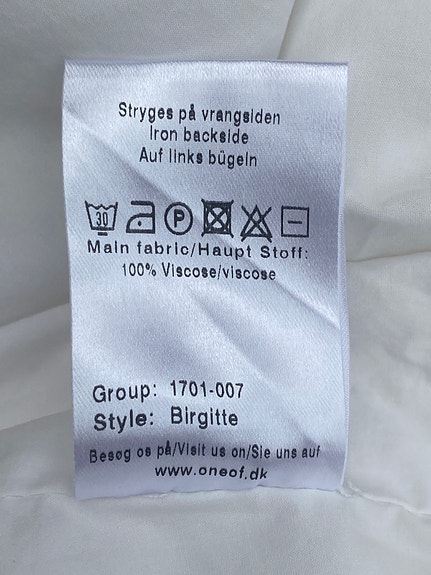 Stryges på vrangsiden
Iron backside
Auf links bügeln
30 P
Main fabric/Haupt Stoff:
100% Viscose/viscose
Group: 1701-007
Style: Birgitte
Besøg os på/Visit us on/Sie uns auf
www.oneof.dk